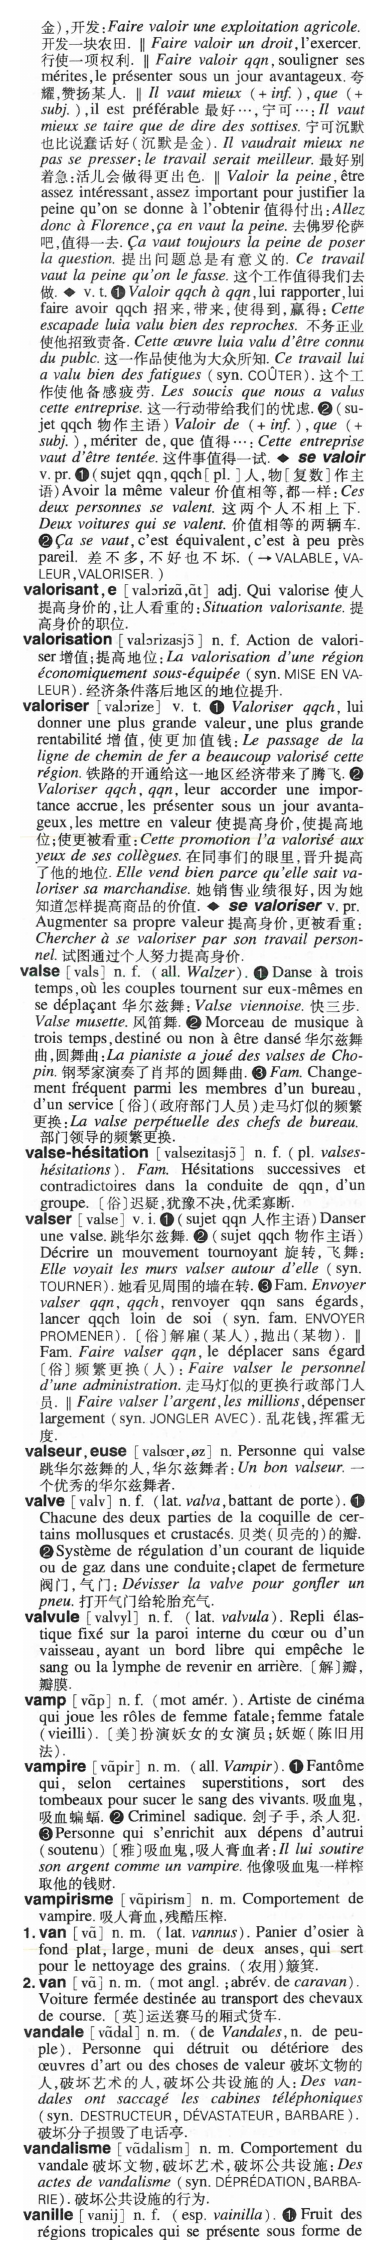 金),开发:Faire valoir une exploitation agricole.
开发一块农田. ‖ Faire valoir un droit,l'exercer.
行使一项权利. ‖ Faire valoir qqn, souligner ses
mérites,le présenter sous un jour avantageux. 夸
耀,赞扬某人. ‖ Il vaut mieux (+ inf. ), que (+
subj. ),il est préférable 最好…,宁可…: Il vaut
mieux se taire que de dire des sottises. 宁可沉默
也比说蠢话好(沉默是金). Il vaudrait mieux ne
pas se presser:le travail serait meilleur. 最好别
着急:活儿会做得更出色. ‖ Valoir la peine,être
assez intéressant,assez important pour justifier la
peine qu'on se donne à l'obtenir 值得付出:Allez
donc à Florence,ça en vaut la peine. 去佛罗伦萨
吧,值得一去. Ça vaut toujours la peine de poser
la question. 提出问题总是有意义的. Ce travail
vaut la peine qu'on le fasse. 这个工作值得我们去
做. ◆ v. t. ❶ Valoir qqch à qqn,lui rapporter,lui
faire avoir qqch 招来,带来,使得到,赢得: Cette
escapade luia valu bien des reproches. 不务正业
使他招致责备. Cette œuvre luia valu d'être connu
du publc. 这一作品使他为大众所知. Ce travail lui
a valu bien des fatigues (syn. COÛTER). 这个工
作使他备感疲劳. Les soucis que nous a valus
cette entreprise. 这一行动带给我们的忧虑. ❷ (su-
jet qqch 物作主语) Valoir de (+ inf. ), que (+
subj. ),mériter de,que 值得…: Cette entreprise
vaut d'être tentée. 这件事值得一试. ◆ se valoir
v. pr. ❶(sujet qqn,qqch[ pl. ]人,物[复数]作主
语)Avoir la même valeur 价值相等,都一样: Ces
deux personnes se valent. 这两个人不相上下.
Deux voitures qui se valent. 价值相等的两辆车.
❷Ça se vaut,c'est équivalent,c'est à peu près
pareil. 差不多,不好也不坏. (→VALABLE, VA-
LEUR,VALORISER. )
valorisant,e [valɔrizɑ̃,ɑ̃t] adj. Qui valorise 使人
提高身价的,让人看重的:Situation valorisante. 提
高身价的职位.
valorisation [valɔrizasjɔ̃] n. f. Action de valori-
ser 增值;提高地位:La valorisation d'une région
économiquement sous-équipée (syn. MISE EN VA-
LEUR). 经济条件落后地区的地位提升.
valoriser [valɔrize] v. t. ❶ Valoriser qqch, lui
donner une plus grande valeur,une plus grande
rentabilité 增值,使更加值钱: Le passage de la
ligne de chemin de fer a beaucoup valorisé cette
région. 铁路的开通给这一地区经济带来了腾飞. ❷
Valoriser qqch, qqn, leur accorder une impor-
tance accrue, les présenter sous un jour avanta-
geux,les mettre en valeur 使提高身价,使提高地
位;使更被看重:Cette promotion l'a valorisé aux
yeux de ses collègues. 在同事们的眼里,晋升提高
了他的地位. Elle vend bien parce qu'elle sait va-
loriser sa marchandise. 她销售业绩很好,因为她
知道怎样提高商品的价值. ◆ se valoriser v. pr.
Augmenter sa propre valeur 提高身价,更被看重:
Chercher à se valoriser par son travail person-
nel. 试图通过个人努力提高身价.
valse [vals] n. f. (all. Walzer). ❶ Danse à trois
temps,où les couples tournent sur eux-mêmes en
se déplaçant 华尔兹舞: Valse viennoise. 快三步.
Valse musette. 风笛舞. ❷ Morceau de musique à
trois temps,destiné ou non à être dansé 华尔兹舞
曲,圆舞曲:La pianiste a joué des valses de Cho-
pin. 钢琴家演奏了肖邦的圆舞曲. ❸ Fam. Change-
ment fréquent parmi les membres d'un bureau,
d'un service〔俗〕(政府部门人员)走马灯似的频繁
更换:La valse perpétuelle des chefs de bureau.
部门领导的频繁更换.
valse-hésitation [valsezitasjɔ̃] n. f. ( pl. valses-
hésitations ). Fam. Hésitations successives et
contradictoires dans la conduite de qqn, d'un
groupe. 〔俗〕迟疑,犹豫不决,优柔寡断.
valser [valse] v. i. ❶(sujet qqn 人作主语)Danser
une valse. 跳华尔兹舞. ❷ (sujet qqch 物作主语)
Décrire un mouvement tournoyant 旋转,飞舞:
Elle voyait les murs valser autour d'elle ( syn.
TOURNER). 她看见周围的墙在转. ❸Fam. Envoyer
valser qqn, qqch, renvoyer qqn sans égards,
lancer qqch loin de soi ( syn. fam. ENVOYER
PROMENER). 〔俗〕解雇(某人),抛出(某物). ‖
Fam. Faire valser qqn, le déplacer sans égard
〔俗〕频繁更换(人): Faire valser le personnel
d'une administration. 走马灯似的更换行政部门人
员. ‖ Faire valser l'argent,les millions,dépenser
largement (syn. JONGLER AVEC). 乱花钱,挥霍无
度.
valseur,euse [valsœr,øz] n. Personne qui valse
跳华尔兹舞的人,华尔兹舞者:Un bon valseur. 一
个优秀的华尔兹舞者.
valve [valv] n. f. (lat. valva,battant de porte). ❶
Chacune des deux parties de la coquille de cer-
tains mollusques et crustacés. 贝类(贝壳的)的瓣.
❷Système de régulation d'un courant de liquide
ou de gaz dans une conduite;clapet de fermeture
阀门,气门: Dévisser la valve pour gonfler un
pneu. 打开气门给轮胎充气.
valvule [valvyl] n. f. ( lat. valvula). Repli élas-
tique fixé sur la paroi interne du cœur ou d'un
vaisseau, ayant un bord libre qui empêche le
sang ou la lymphe de revenir en arrière. 〔解〕瓣,
瓣膜.
vamp [vɑ̃p] n. f. (mot amér. ). Artiste de cinéma
qui joue les rôles de femme fatale;femme fatale
(vieilli). 〔美〕扮演妖女的女演员;妖姬(陈旧用
法).
vampire [vɑ̃pir] n. m. (all. Vampir). ❶Fantôme
qui, selon certaines superstitions, sort des
tombeaux pour sucer le sang des vivants. 吸血鬼,
吸血蝙蝠. ❷ Criminel sadique. 刽子手,杀人犯.
❸Personne qui s'enrichit aux dépens d'autrui
(soutenu) 〔雅〕吸血鬼,吸人膏血者:Il lui soutire
son argent comme un vampire. 他像吸血鬼一样榨
取他的钱财.
vampirisme [vɑ̃pirism] n. m. Comportement de
vampire. 吸人膏血,残酷压榨.
1. van [vɑ̃] n. m. (lat. vannus). Panier d'osier à
fond plat, large, muni de deux anses, qui sert
pour le nettoyage des grains. (农用)簸箕.
2. van [vɑ̃] n. m. (mot angl. ;abrév. de caravan).
Voiture fermée destinée au transport des chevaux
de course. 〔英〕运送赛马的厢式货车.
vandale [vɑ̃dal] n. m. (de Vandales,n. de peu-
ple). Personne qui détruit ou détériore des
œuvres d'art ou des choses de valeur 破坏文物的
人,破坏艺术的人,破坏公共设施的人:Des van-
dales ont saccagé les cabines téléphoniques
(syn. DESTRUCTEUR, DÉVASTATEUR, BARBARE).
破坏分子损毁了电话亭.
vandalisme [vɑ̃dalism] n. m. Comportement du
vandale 破坏文物,破坏艺术,破坏公共设施:Des
actes de vandalisme (syn. DÉPRÉDATION,BARBA-
RIE). 破坏公共设施的行为.
vanille [vanij] n. f. (esp. vainilla). ❶ Fruit des
régions tropicales qui se présente sous forme de